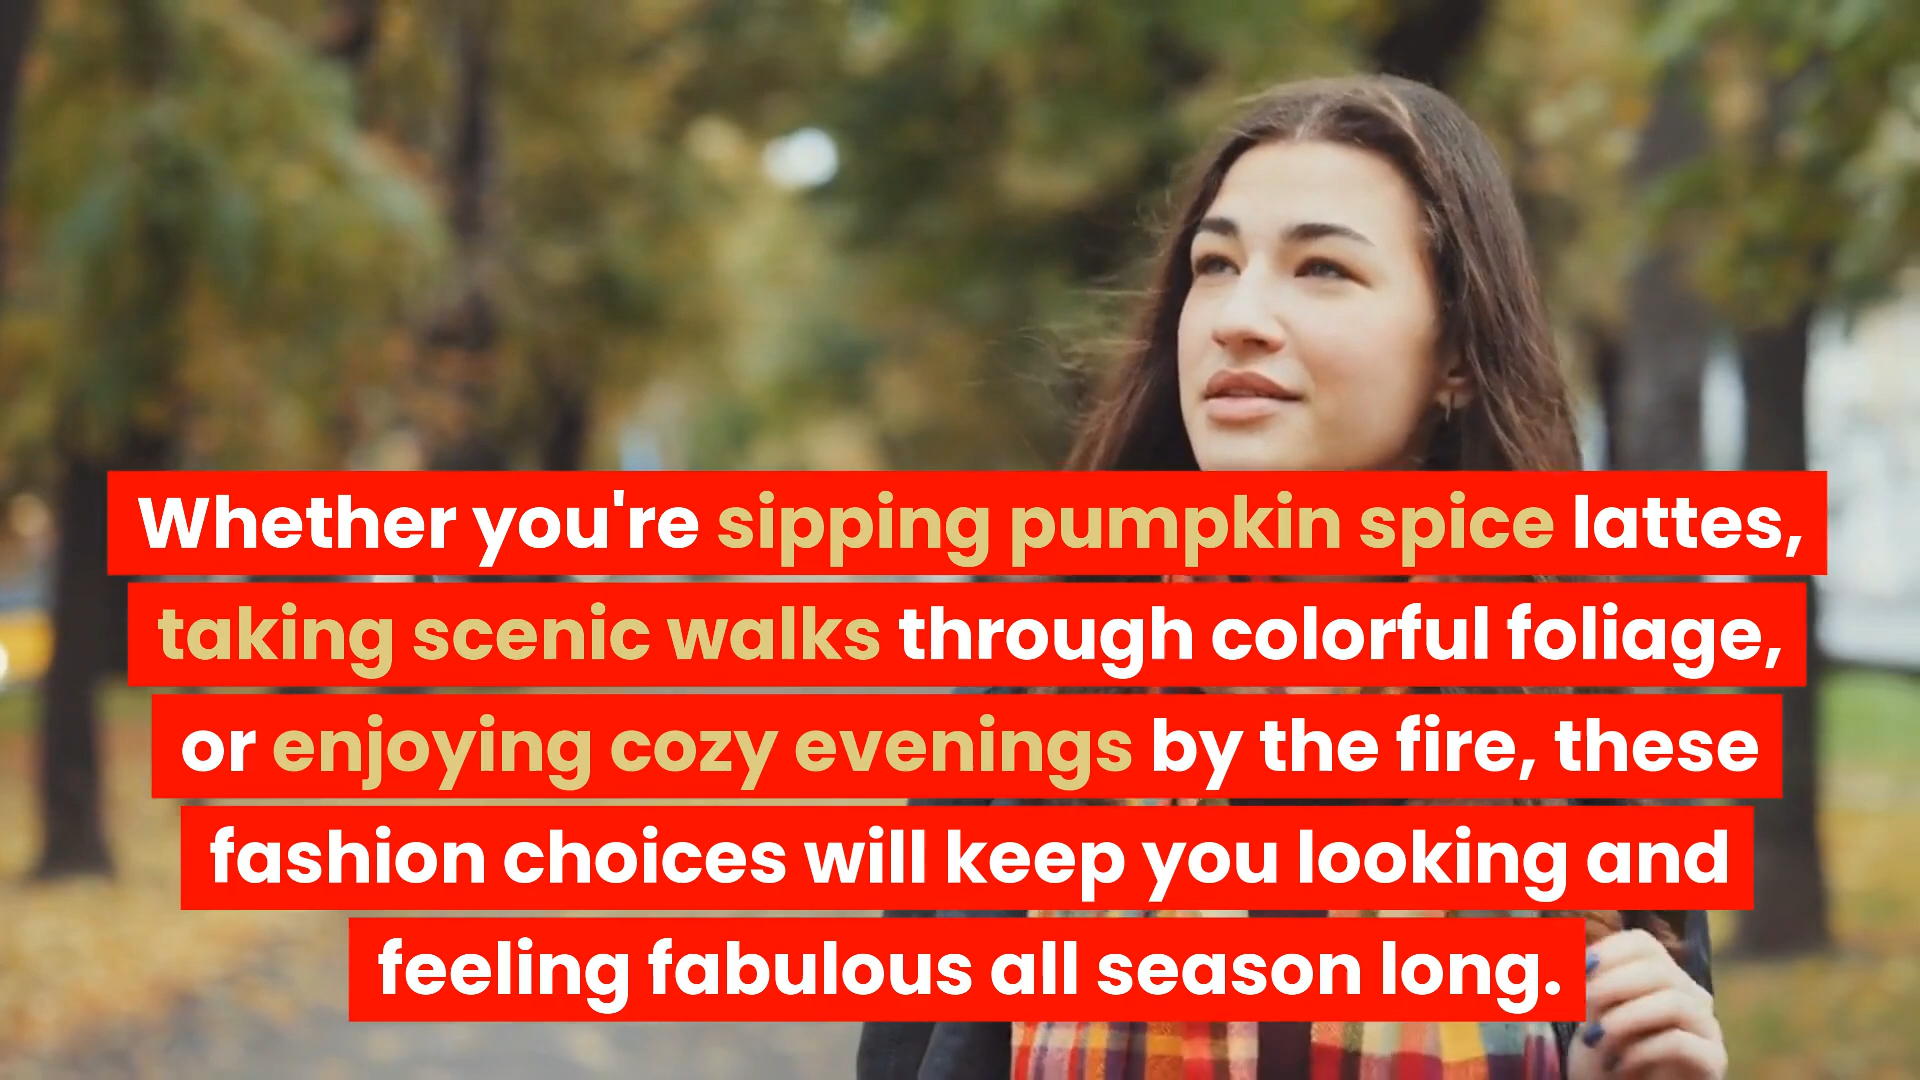 Whether you're sipping pumpkin spice lattes,
taking scenic walks through colorful foliage,
or enjoying cozy evenings by the fire, these
fashion choices will keep you looking and
feeling fabulous all season long.